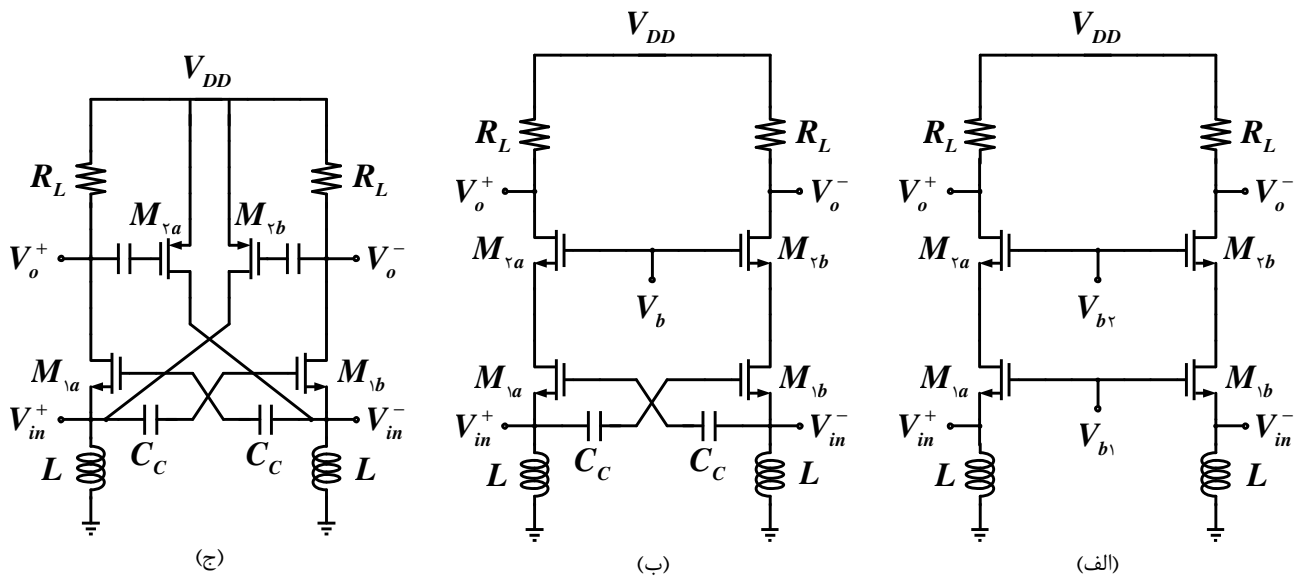 V_DD V_DD V_DD
R_L R_L R_L R_L
R_L R_L
V_o^+ V_o^- V_o^+ V_o^-
M_۲a M_۲b
V_o^+ V_o^-
M_۲a M_۲b M_۲a M_۲b
V_b V_b۲
M_۱a M_۱b M_۱a M_۱b M_۱a M_۱b
V_in^+ V_in^- V_in^+ V_in^- V_in^+ V_in^-
V_b۱
L C_C C_C L L C_C C_C L L L
(ج) (ب) (الف)